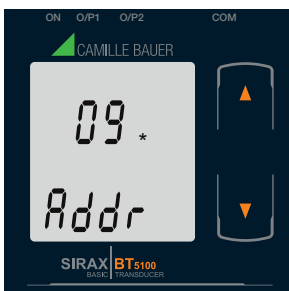 ON O/P1 O/P2 COM
CAMILLE BAUER
09 *
Addr
SIRAX BT5100
BASIC TRANSDUCER